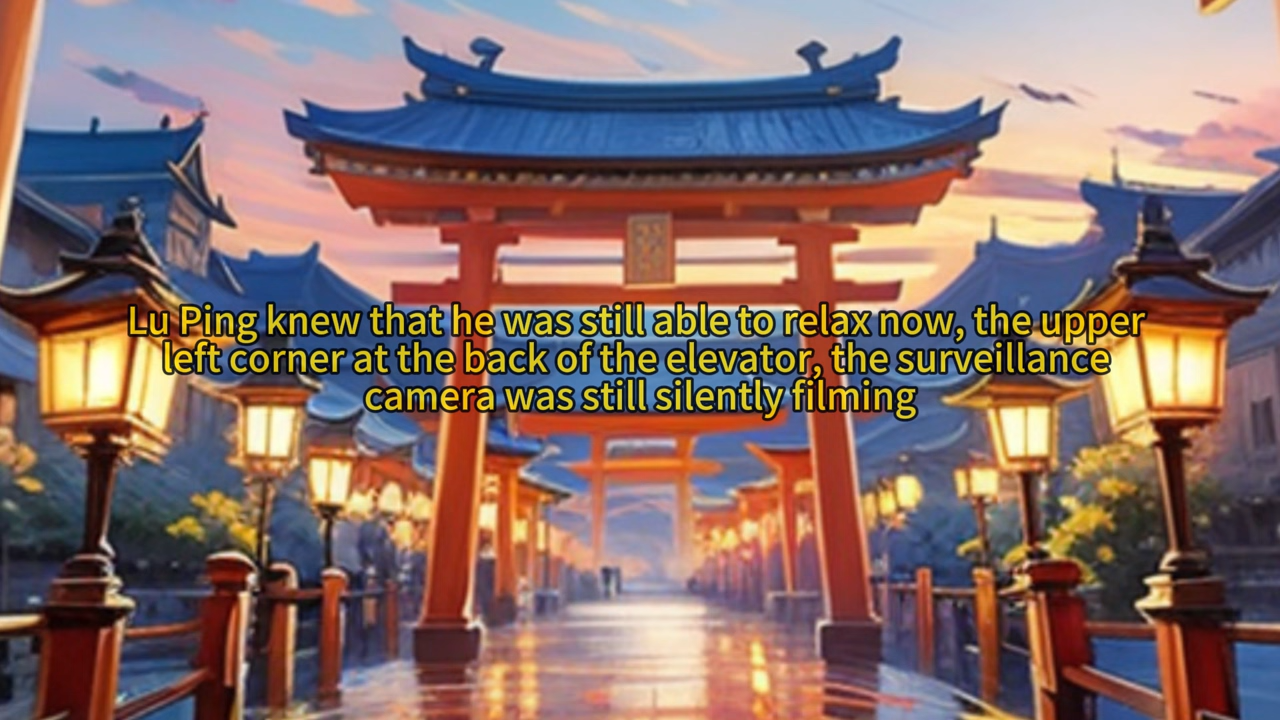 Lu Ping knew that he was still able to relax now, the upper
left corner at the back of the elevator, the surveillance
camera was still silently filming